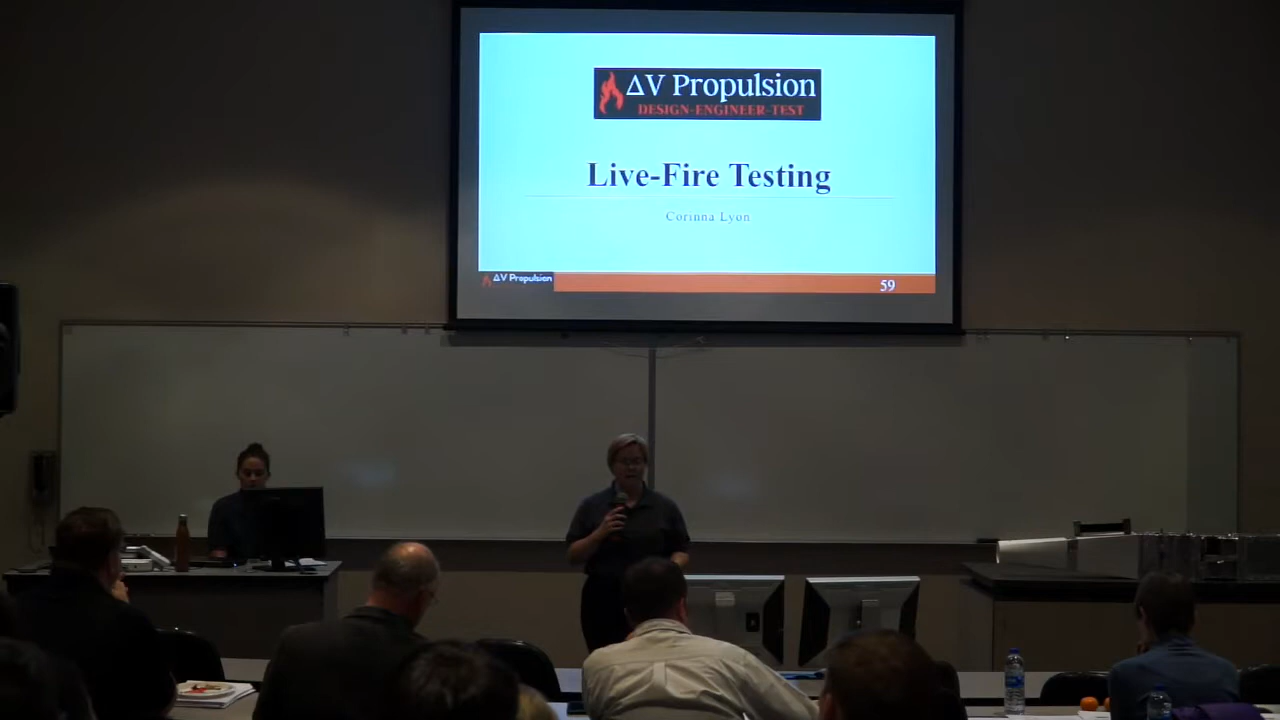 ΔV Propulsion
DESIGN-ENGINEER-TEST
Live-Fire Testing
Corinna Lyon
ΔV Propulsion
59